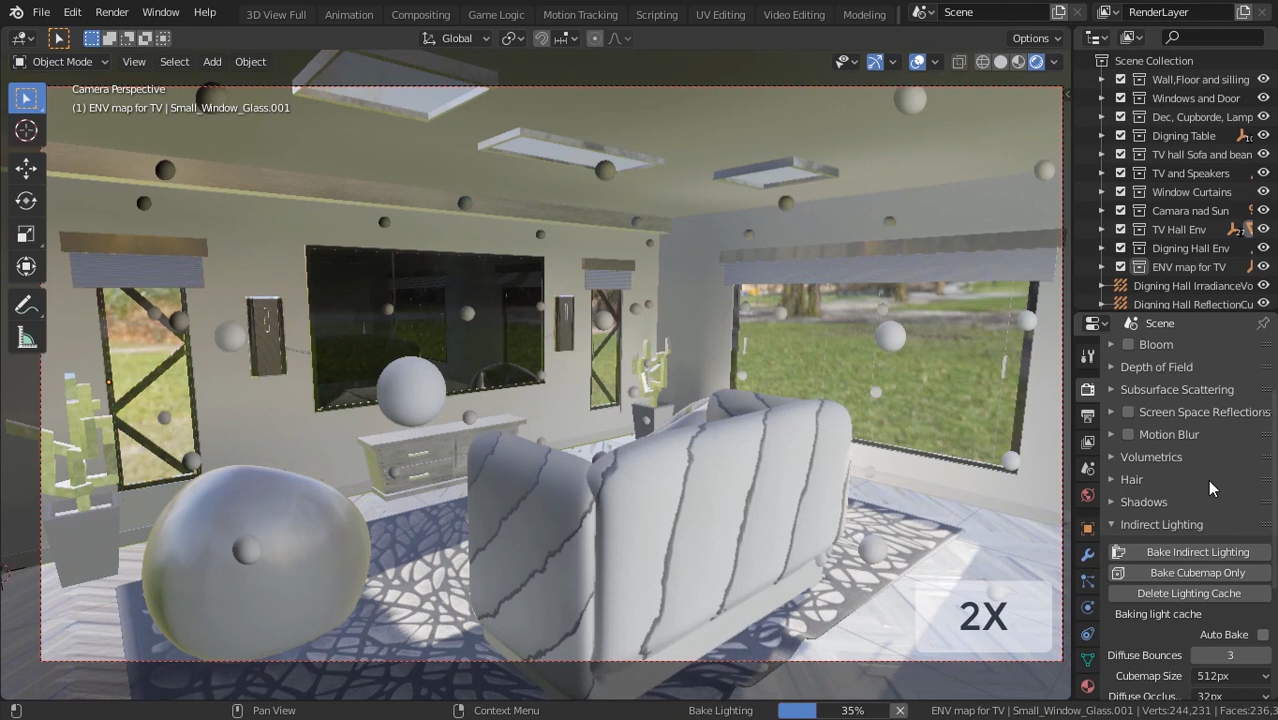 File Edit Render Window Help 3D View Full Animation Compositing Game Logic Motion Tracking Scripting UV Editing Video Editing Modeling Scene RenderLayer
Global Options
Object Mode View Select Add Object
Camera Perspective
(1) ENV map for TV | Small_Window_Glass.001
Scene Collection
Wall,Floor and silling
Windows and Door
Dec, Cupborde, Lamp
Digning Table
TV hall Sofa and bean
TV and Speakers
Window Curtains
Camara nad Sun
TV Hall Env
Digning Hall Env
ENV map for TV
Digning Hall IrradianceVo
Digning Hall ReflectionCu
Scene
Bloom
Depth of Field
Subsurface Scattering
Screen Space Reflections
Motion Blur
Volumetrics
Hair
Shadows
Indirect Lighting
Bake Indirect Lighting
Bake Cubemap Only
Delete Lighting Cache
Baking light cache
Auto Bake
Diffuse Bounces 3
Cubemap Size 512px
Diffuse Occlus.. 32px
2X
Pan View Context Menu Bake Lighting 35% ENV map for TV | Small_Window_Glass.001 | Verts:244,231 | Faces:236,3